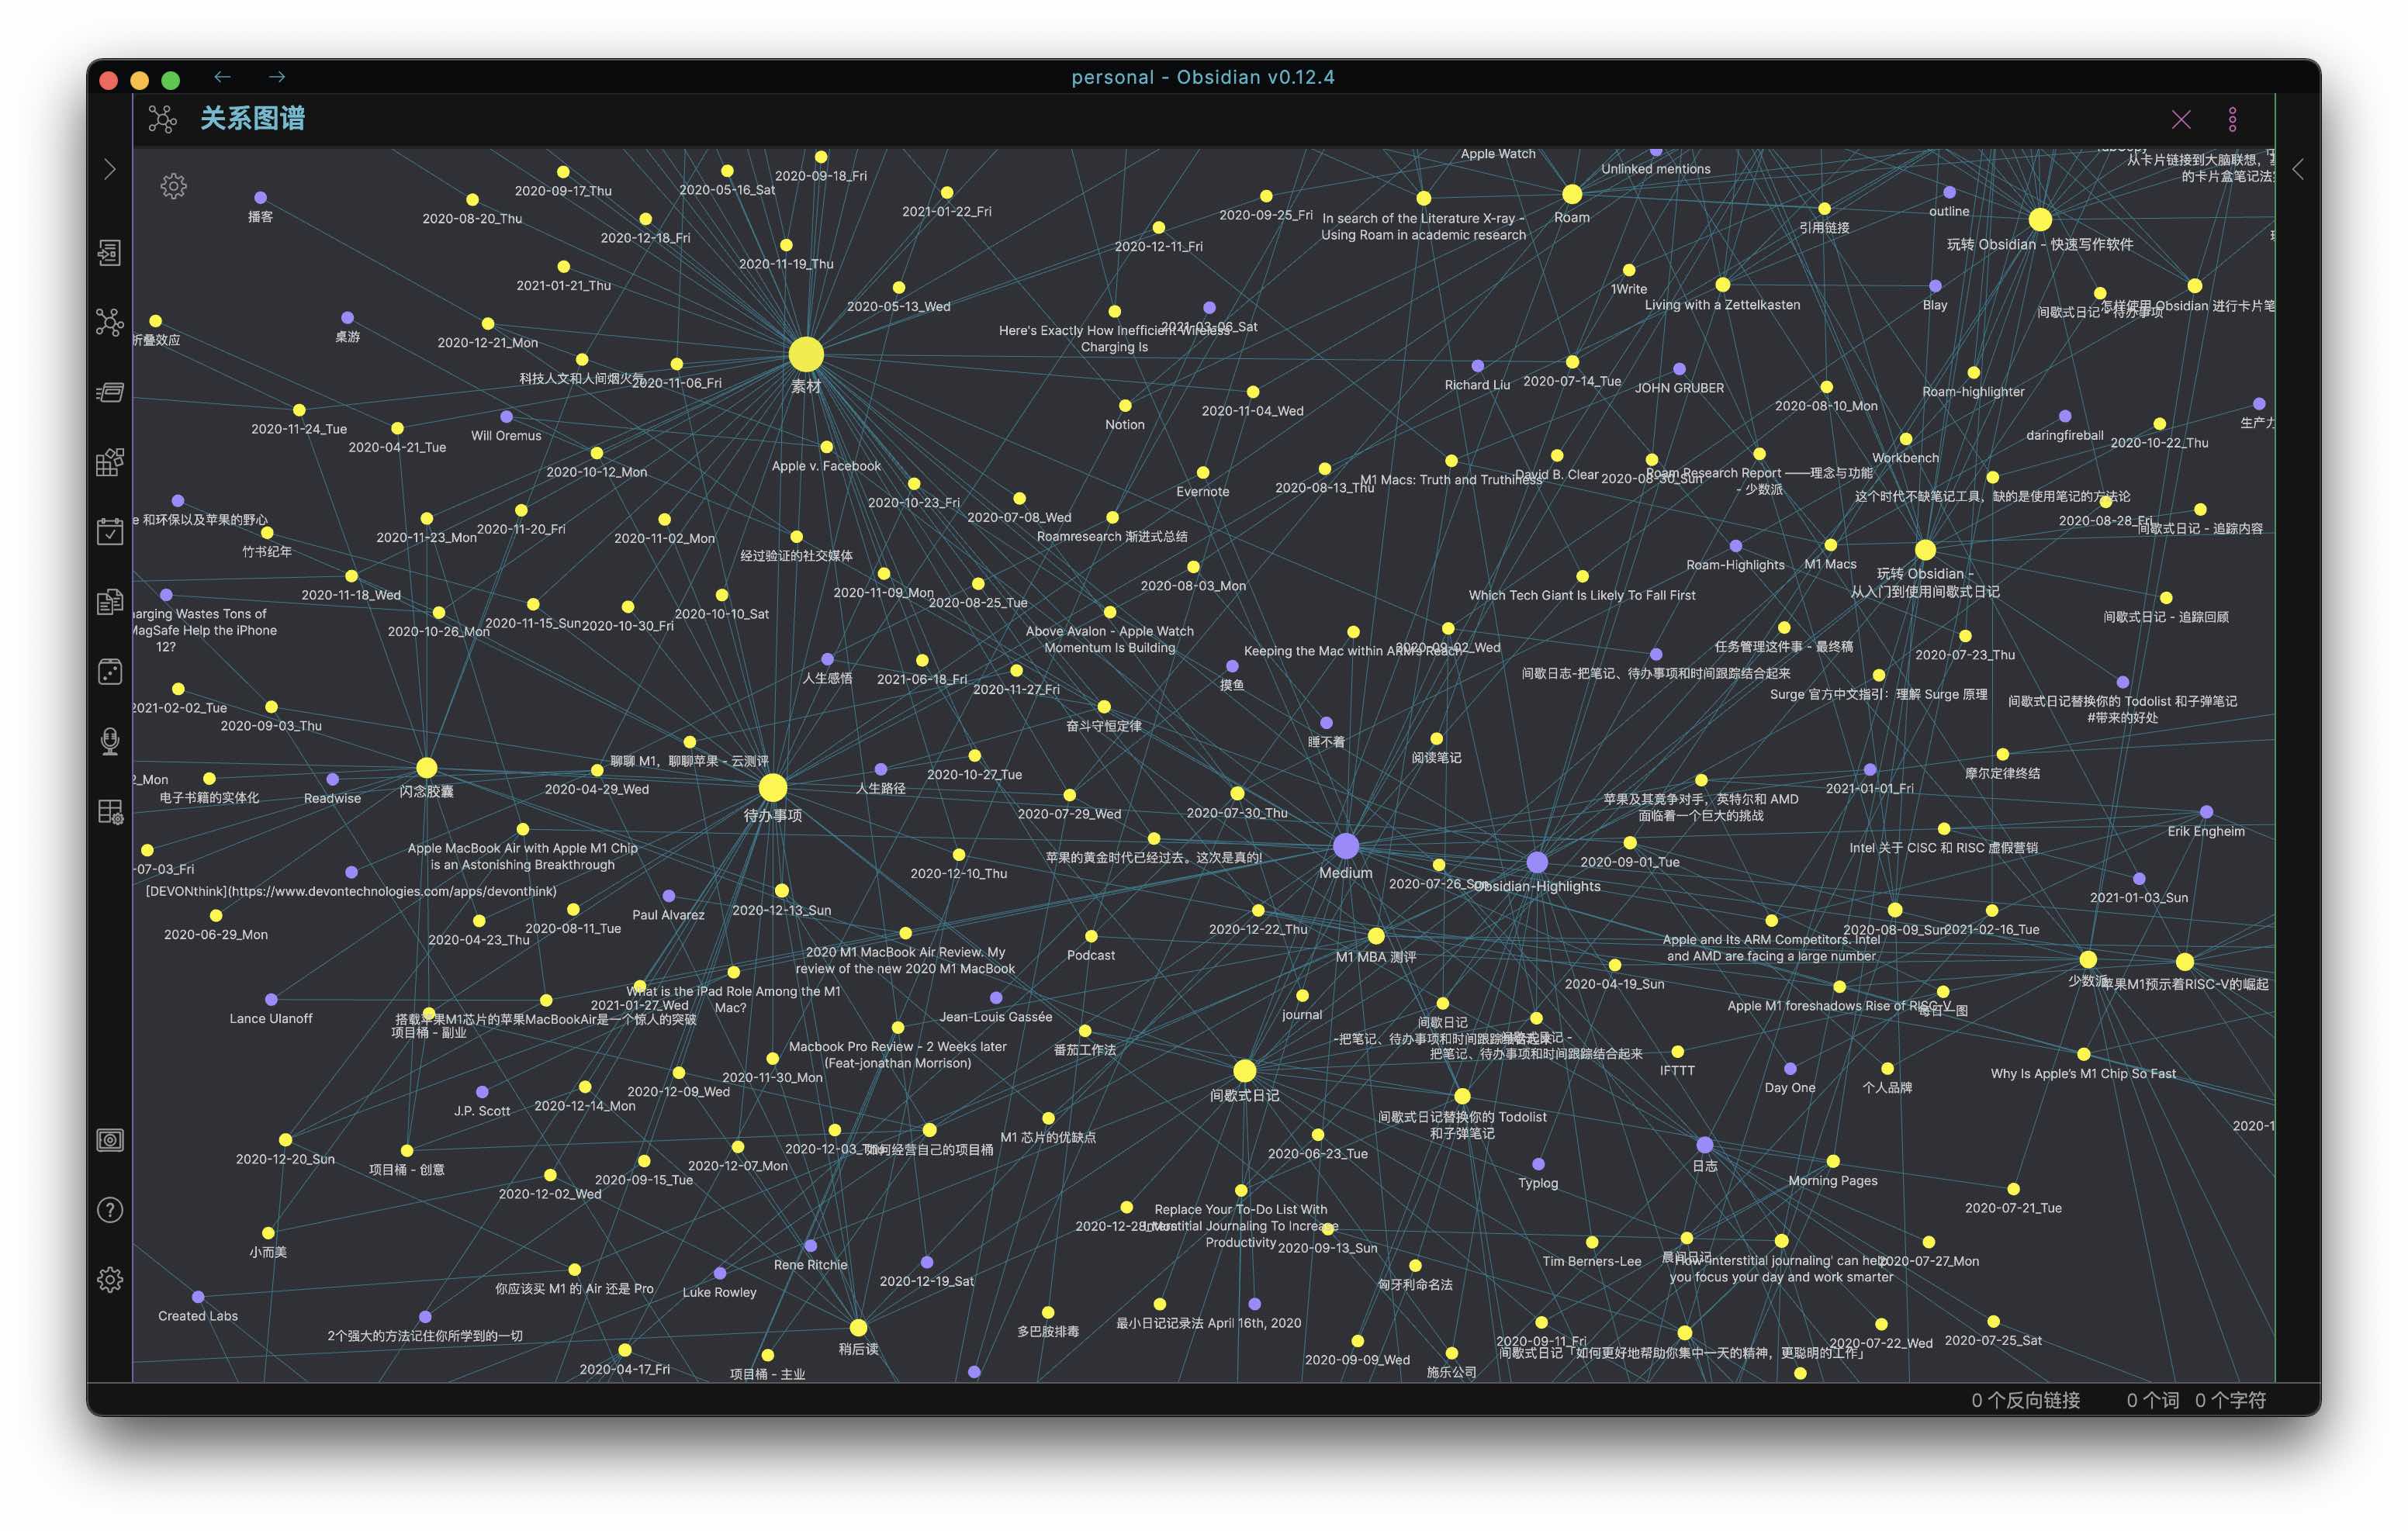 personal - Obsidian v0.12.4
关系图谱
Apple Watch
Unlinked mentions
从卡片链接到大脑联想，
的卡片盒笔记法
2020-09-17_Thu
2020-05-16_Sat
2020-09-18_Fri
播客
2020-08-20_Thu
2020-12-18_Fri
2021-01-22_Fri
2020-09-25_Fri
In search of the Literature X-ray -
Using Roam in academic research
Roam
引用链接
outline
玩转 Obsidian - 快速写作软件
2020-12-11_Fri
2020-11-19_Thu
2021-01-21_Thu
2020-05-13_Wed
1Write
Living with a Zettelkasten
Blay
间歇式日记 - 待办事项
怎样使用 Obsidian 进行卡片笔
折叠效应
桌游
2020-12-21_Mon
Here's Exactly How Inefficient Wireless
Charging Is
2021-03-06_Sat
科技人文和人间烟火气
2020-11-06_Fri
素材
Richard Liu
2020-07-14_Tue
JOHN GRUBER
Roam-highlighter
2020-11-24_Tue
2020-04-21_Tue
Will Oremus
Notion
2020-11-04_Wed
2020-08-10_Mon
daringfireball
2020-10-22_Thu
生产力
2020-10-12_Mon
Apple v. Facebook
Workbench
Evernote
2020-08-13_Thu
M1 Macs: Truth and Truthiness
David B. Clear
2020-08-30_Sun
Roam Research Report ——理念与功能
- 少数派
这个时代不缺笔记工具，缺的是使用笔记的方法论
2020-10-23_Fri
2020-07-08_Wed
e 和环保以及苹果的野心
竹书纪年
2020-11-23_Mon
2020-11-20_Fri
2020-11-02_Mon
经过验证的社交媒体
Roamresearch 渐进式总结
2020-08-28_Fri
间歇式日记 - 追踪内容
Roam-Highlights
M1 Macs
玩转 Obsidian -
从入门到使用间歇式日记
2020-11-18_Wed
2020-11-09_Mon
2020-08-25_Tue
2020-08-03_Mon
Which Tech Giant Is Likely To Fall First
arging Wastes Tons of
MagSafe Help the iPhone
12?
2020-10-26_Mon
2020-11-15_Sun
2020-10-30_Fri
2020-10-10_Sat
间歇式日记 - 追踪回顾
Above Avalon - Apple Watch
Momentum Is Building
Keeping the Mac within ARM's Reach
2020-09-02_Wed
任务管理这件事 - 最终稿
2020-07-23_Thu
人生感悟
2021-06-18_Fri
2020-11-27_Fri
摸鱼
间歇日志-把笔记、待办事项和时间跟踪结合起来
Surge 官方中文指引：理解 Surge 原理
间歇式日记替换你的 Todolist 和子弹笔记
#带来的好处
2021-02-02_Tue
2020-09-03_Thu
奋斗守恒定律
睡不着
阅读笔记
聊聊 M1，聊聊苹果 - 云测评
2_Mon
电子书籍的实体化
Readwise
闪念胶囊
2020-04-29_Wed
人生路径
2020-10-27_Tue
摩尔定律终结
待办事项
2020-07-29_Wed
2020-07-30_Thu
苹果及其竞争对手，英特尔和 AMD
面临着一个巨大的挑战
2021-01-01_Fri
Erik Engheim
Apple MacBook Air with Apple M1 Chip
is an Astonishing Breakthrough
苹果的黄金时代已经过去。这次是真的!
Intel 关于 CISC 和 RISC 虚假营销
-07-03_Fri
2020-12-10_Thu
Medium
2020-07-26_Sun
Obsidian-Highlights
2020-09-01_Tue
[DEVONthink](https://www.devontechnologies.com/apps/devonthink)
2021-01-03_Sun
Paul Alvarez
2020-12-13_Sun
2020-06-29_Mon
2020-04-23_Thu
2020-08-11_Tue
2020-12-22_Thu
2020-08-09_Sun
2021-02-16_Tue
2020 M1 MacBook Air Review. My
review of the new 2020 M1 MacBook
Podcast
M1 MBA 测评
Apple and Its ARM Competitors. Intel
and AMD are facing a large number
2020-04-19_Sun
少数派
苹果M1预示着RISC-V的崛起
What is the iPad Role Among the M1
Mac?
2021-01-27_Wed
Lance Ulanoff
搭载苹果M1芯片的苹果MacBookAir是一个惊人的突破
项目桶 - 副业
Jean-Louis Gassée
journal
Apple M1 foreshadows Rise of RISC-V
每日一图
间歇日记
-把笔记、待办事项和时间跟踪结合起来
间歇式日记 -
把笔记、待办事项和时间跟踪结合起来
Macbook Pro Review - 2 Weeks later
(Feat-jonathan Morrison)
番茄工作法
IFTTT
2020-11-30_Mon
Why Is Apple's M1 Chip So Fast
J.P. Scott
2020-12-14_Mon
2020-12-09_Wed
间歇式日记
Day One
个人品牌
间歇式日记替换你的 Todolist
和子弹笔记
M1 芯片的优缺点
2020-1
2020-12-20_Sun
项目桶 - 创意
2020-12-03_Thu
如何经营自己的项目桶
2020-12-07_Mon
2020-06-23_Tue
日志
2020-09-15_Tue
2020-12-02_Wed
Typlog
Morning Pages
2020-07-21_Tue
Replace Your To-Do List With
Interstitial Journaling To Increase
Productivity
2020-12-28_Mon
2020-09-13_Sun
小而美
Rene Ritchie
2020-12-19_Sat
Tim Berners-Lee
晨间日记
How 'interstitial journaling' can help
you focus your day and work smarter
2020-07-27_Mon
你应该买 M1 的 Air 还是 Pro
Luke Rowley
匈牙利命名法
Created Labs
2个强大的方法记住你所学到的一切
稍后读
多巴胺排毒
最小日记记录法
April 16th, 2020
2020-09-11_Fri
间歇式日记「如何更好地帮助你集中一天的精神，更聪明的工作」
2020-07-22_Wed
2020-07-25_Sat
2020-04-17_Fri
项目桶 - 主业
2020-09-09_Wed
施乐公司
0 个反向链接
0 个词
0 个字符